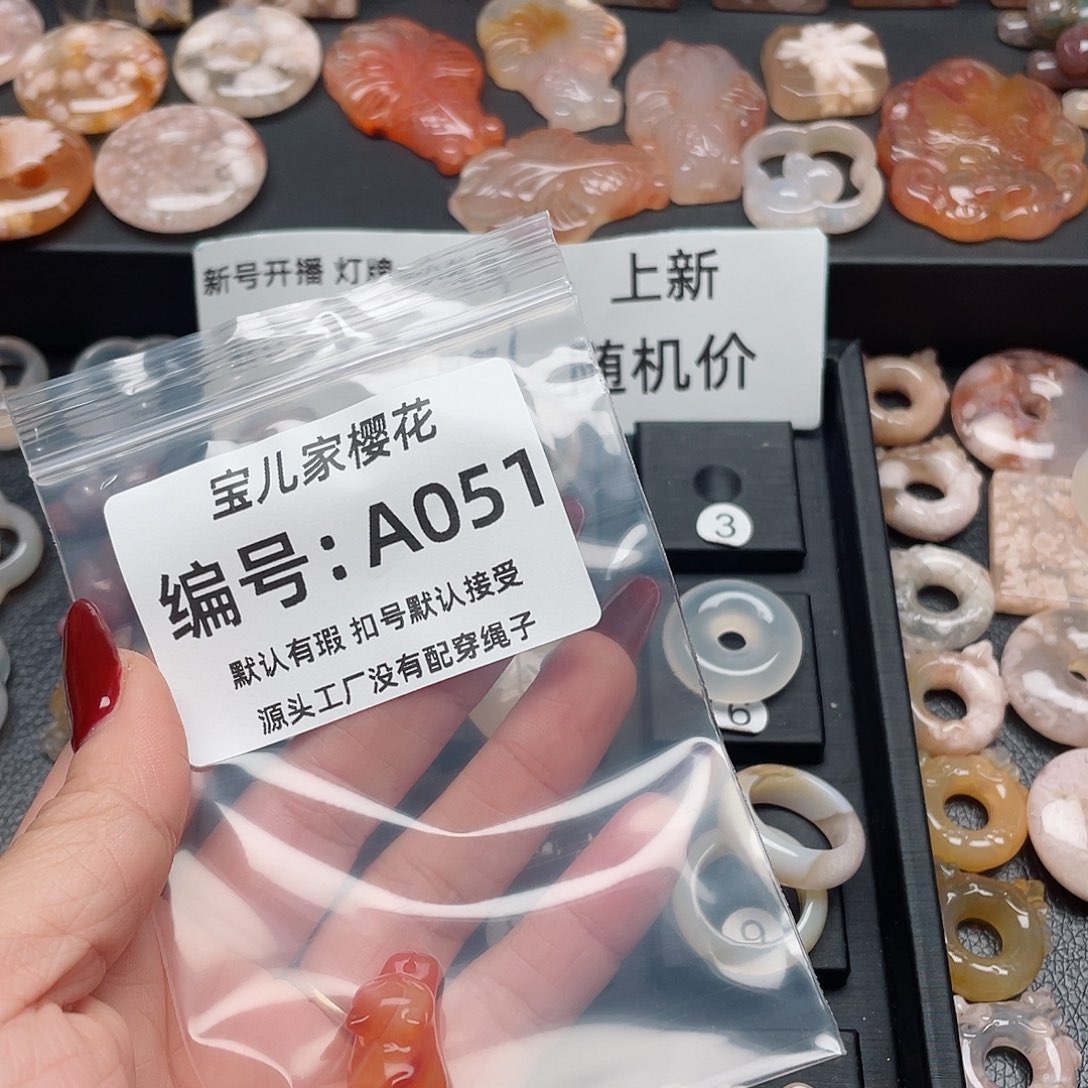 新号开播 灯牌
上新
随机价
宝儿家樱花
编号：A051
默认有瑕 扣号默认接受
源头工厂没有配穿绳子
3
6
9